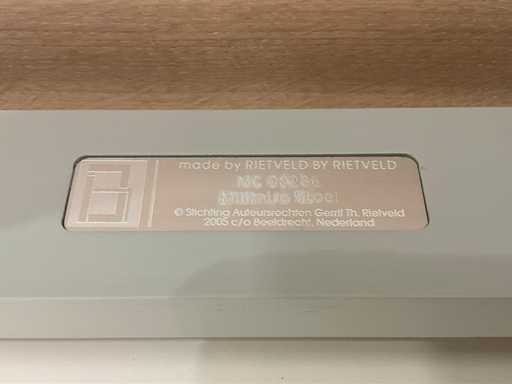 made by RIETVELD BY RIETVELD
© Stichting Auteursrechten Gerrit Th. Rietveld
2005 c/o Beeldrecht, Nederland